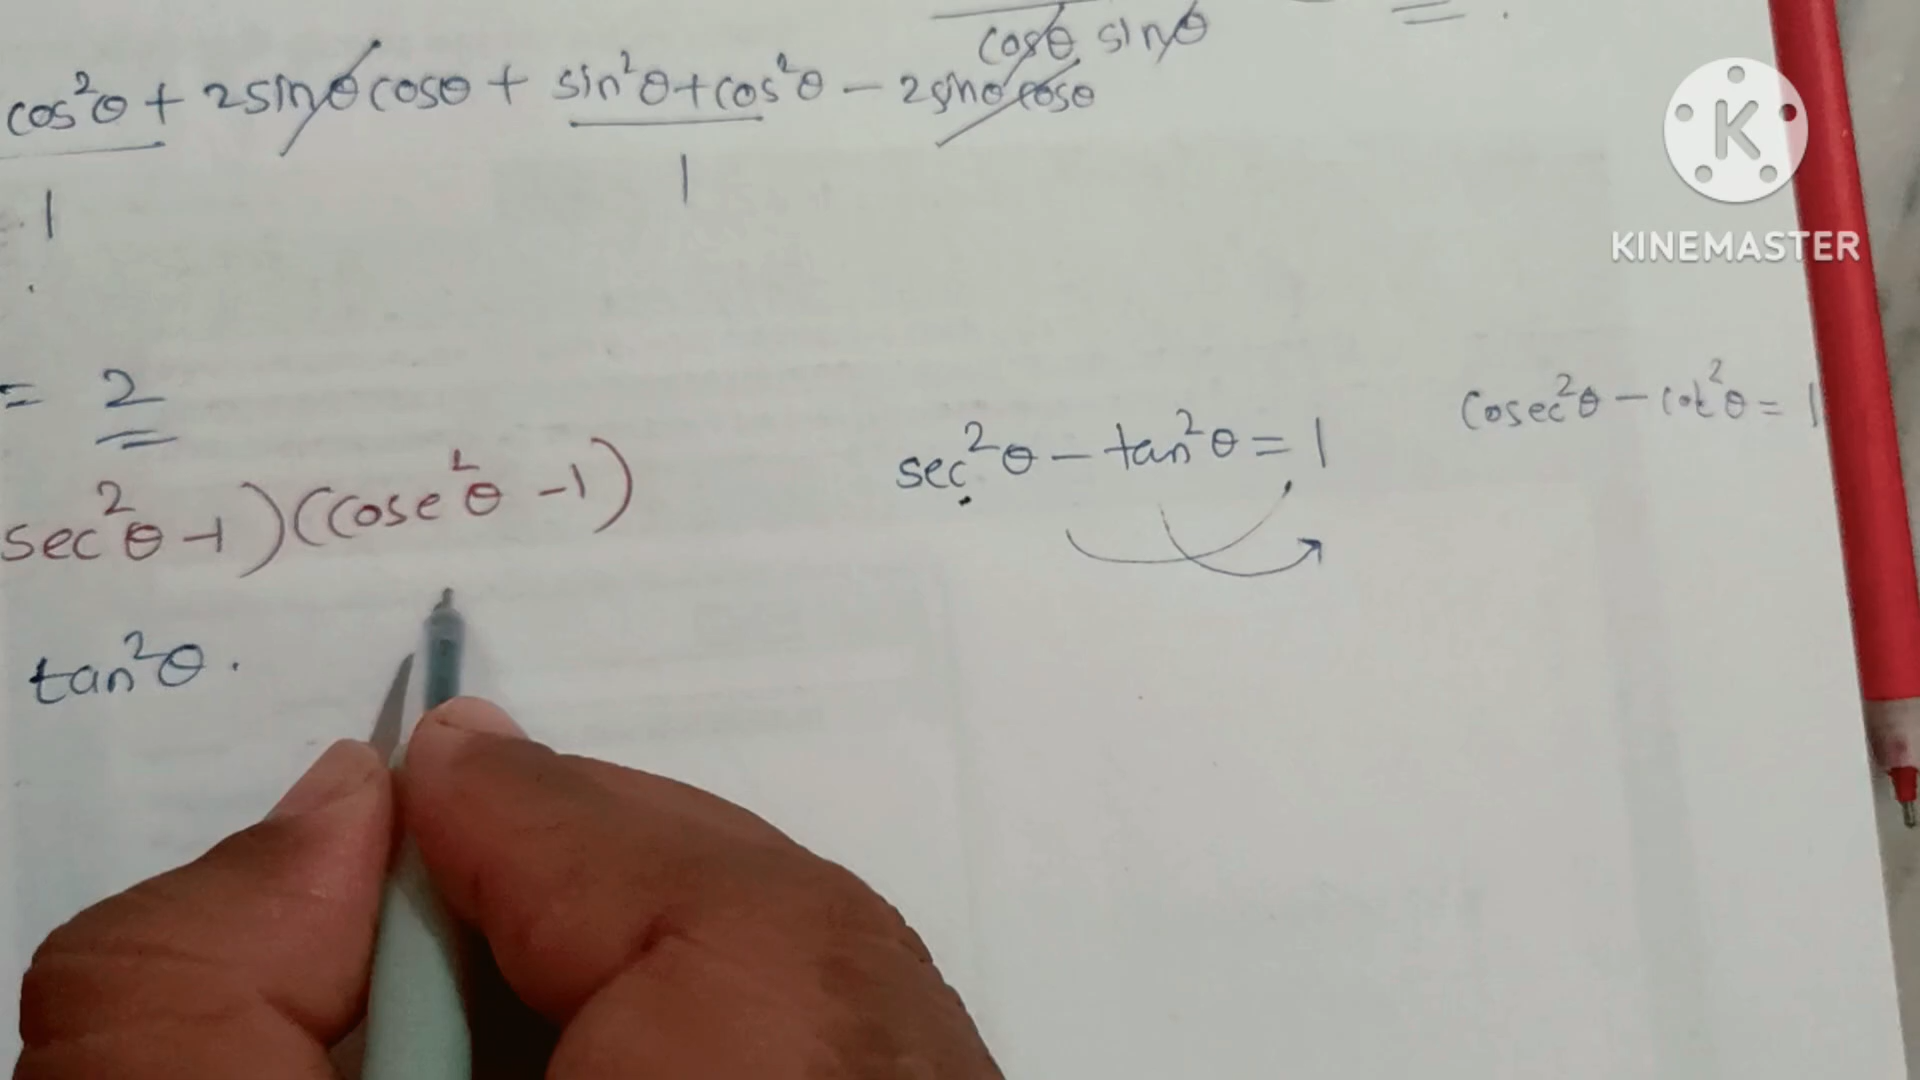 cosθ sinθ =
cos²θ + 2sinθcosθ + sin²θ+cos²θ - 2sinθcosθ
1 1
= 2
sec²θ - tan²θ = 1 cosec²θ - cot²θ = 1
sec²θ -1)(cose²θ -1)
tan²θ.
K
KINEMASTER